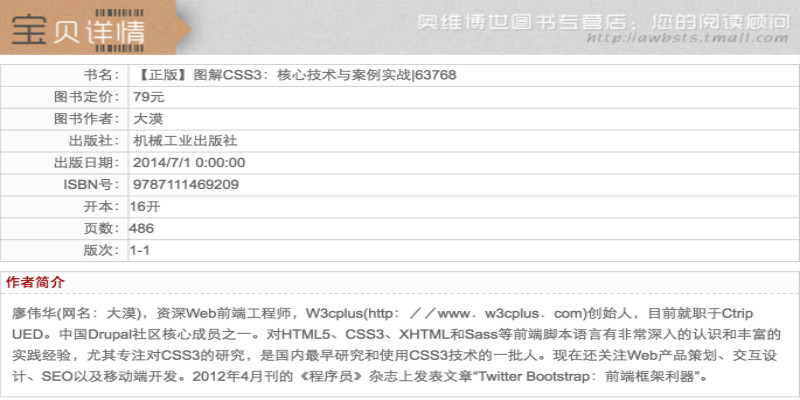 宝贝详情
奥维博世图书专营店：您的阅读顾问
http://awbsts.tmall.com
书名： 【正版】图解CSS3：核心技术与案例实战|63768
图书定价： 79元
图书作者： 大漠
出版社： 机械工业出版社
出版日期： 2014/7/1 0:00:00
ISBN号： 9787111469209
开本： 16开
页数： 486
版次： 1-1
作者简介
廖伟华(网名：大漠)，资深Web前端工程师，W3cplus(http：／／www．w3cplus．com)创始人，目前就职于Ctrip
UED。中国Drupal社区核心成员之一。对HTML5、CSS3、XHTML和Sass等前端脚本语言有非常深入的认识和丰富的
实践经验，尤其专注对CSS3的研究，是国内最早研究和使用CSS3技术的一批人。现在还关注Web产品策划、交互设
计、SEO以及移动端开发。2012年4月刊的《程序员》杂志上发表文章“Twitter Bootstrap：前端框架利器”。